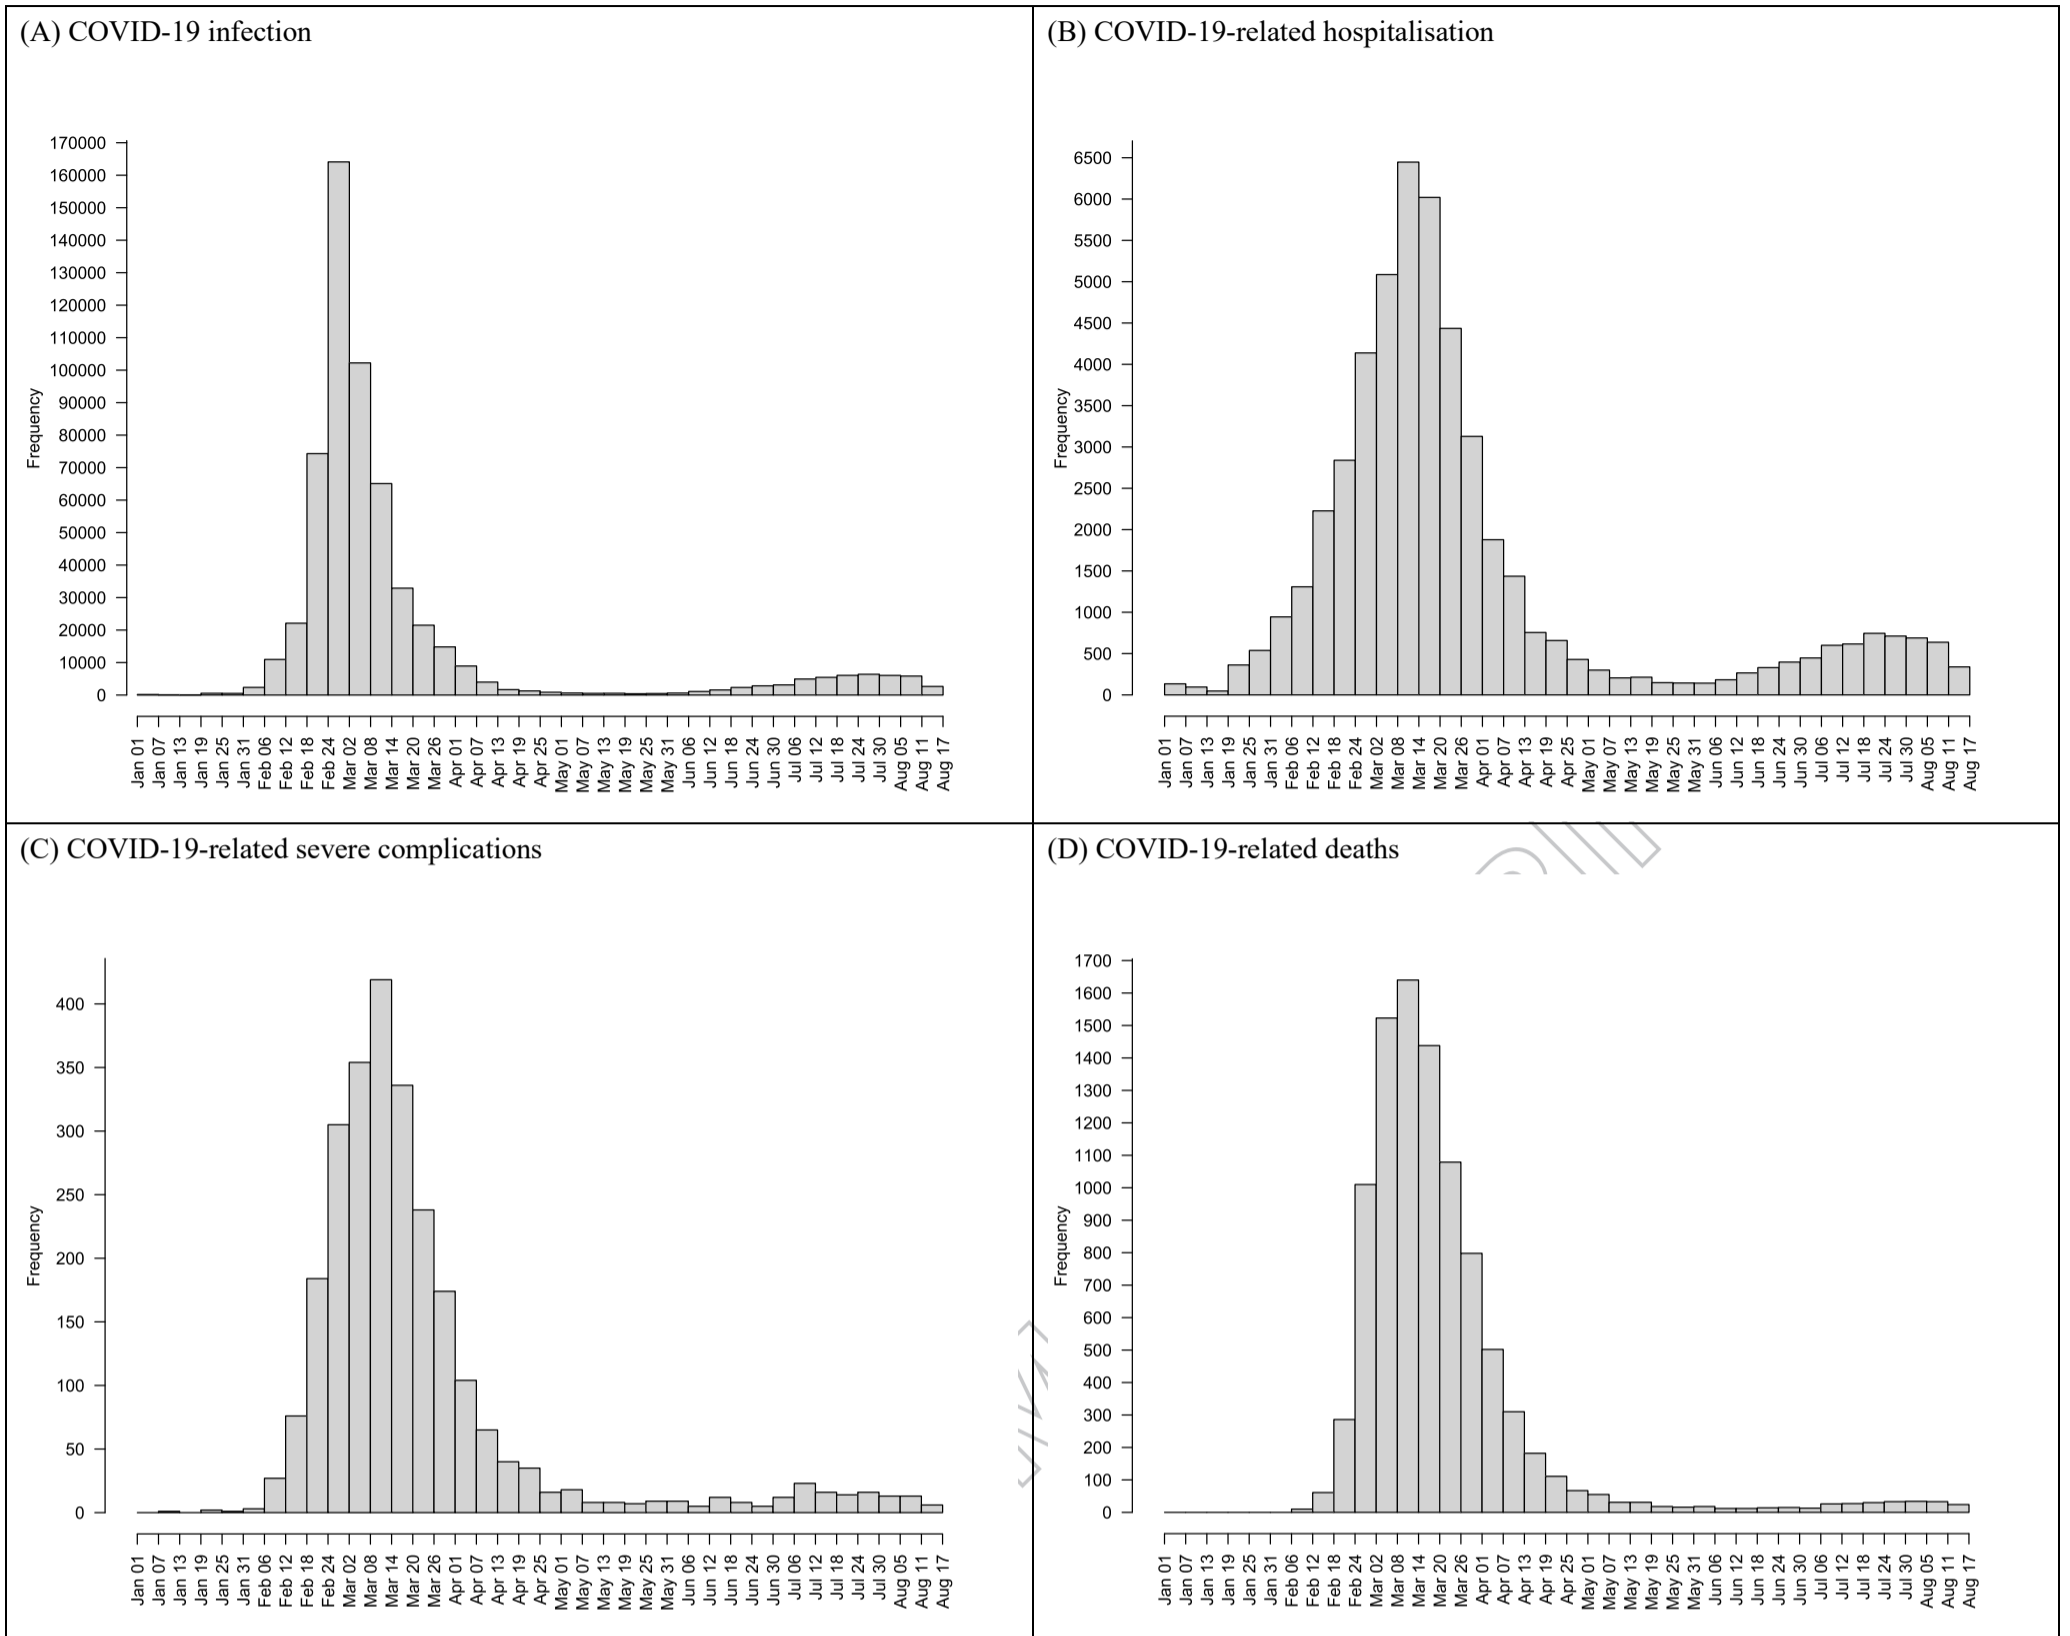 (A) COVID-19 infection
Frequency
170000
160000
150000
140000
130000
120000
110000
100000
90000
80000
70000
60000
50000
40000
30000
20000
10000
0
Jan 01
Jan 07
Jan 13
Jan 19
Jan 25
Jan 31
Feb 06
Feb 12
Feb 18
Feb 24
Mar 02
Mar 08
Mar 14
Mar 20
Mar 26
Apr 01
Apr 07
Apr 13
Apr 19
Apr 25
May 01
May 07
May 13
May 19
May 25
May 31
Jun 06
Jun 12
Jun 18
Jun 24
Jun 30
Jul 06
Jul 12
Jul 18
Jul 24
Jul 30
Aug 05
Aug 11
Aug 17
(B) COVID-19-related hospitalisation
Frequency
6500
6000
5500
5000
4500
4000
3500
3000
2500
2000
1500
1000
500
0
Jan 01
Jan 07
Jan 13
Jan 19
Jan 25
Jan 31
Feb 06
Feb 12
Feb 18
Feb 24
Mar 02
Mar 08
Mar 14
Mar 20
Mar 26
Apr 01
Apr 07
Apr 13
Apr 19
Apr 25
May 01
May 07
May 13
May 19
May 25
May 31
Jun 06
Jun 12
Jun 18
Jun 24
Jun 30
Jul 06
Jul 12
Jul 18
Jul 24
Jul 30
Aug 05
Aug 11
Aug 17
(C) COVID-19-related severe complications
Frequency
400
350
300
250
200
150
100
50
0
Jan 01
Jan 07
Jan 13
Jan 19
Jan 25
Jan 31
Feb 06
Feb 12
Feb 18
Feb 24
Mar 02
Mar 08
Mar 14
Mar 20
Mar 26
Apr 01
Apr 07
Apr 13
Apr 19
Apr 25
May 01
May 07
May 13
May 19
May 25
May 31
Jun 06
Jun 12
Jun 18
Jun 24
Jun 30
Jul 06
Jul 12
Jul 18
Jul 24
Jul 30
Aug 05
Aug 11
Aug 17
(D) COVID-19-related deaths
Frequency
1700
1600
1500
1400
1300
1200
1100
1000
900
800
700
600
500
400
300
200
100
0
Jan 01
Jan 07
Jan 13
Jan 19
Jan 25
Jan 31
Feb 06
Feb 12
Feb 18
Feb 24
Mar 02
Mar 08
Mar 14
Mar 20
Mar 26
Apr 01
Apr 07
Apr 13
Apr 19
Apr 25
May 01
May 07
May 13
May 19
May 25
May 31
Jun 06
Jun 12
Jun 18
Jun 24
Jun 30
Jul 06
Jul 12
Jul 18
Jul 24
Jul 30
Aug 05
Aug 11
Aug 17